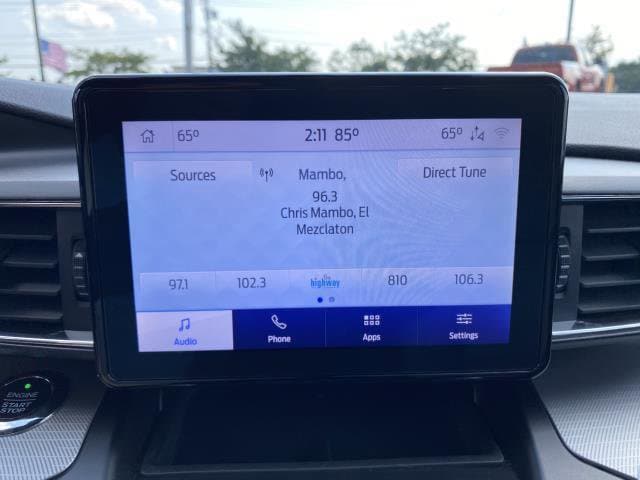 65° 2:11 85° 65°
Sources Mambo, Direct Tune
96.3
Chris Mambo, El
Mezclaton
97.1 102.3 the highway 810 106.3
Audio Phone Apps Settings
ENGINE
START
STOP